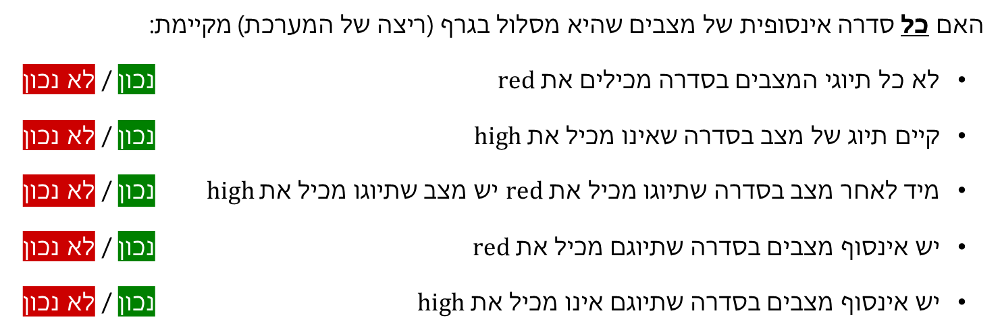 האם כל סדרה אינסופית של מצבים שהיא מסלול בגרף (ריצה של המערכת) מקיימת:
• לא כל תיוגי המצבים בסדרה מכילים את red נכון / לא נכון
• קיים תיוג של מצב בסדרה שאינו מכיל את high נכון / לא נכון
• מיד לאחר מצב בסדרה שתיוגו מכיל את red יש מצב שתיוגו מכיל את high נכון / לא נכון
• יש אינסוף מצבים בסדרה שתיוגם מכיל את red נכון / לא נכון
• יש אינסוף מצבים בסדרה שתיוגם אינו מכיל את high נכון / לא נכון